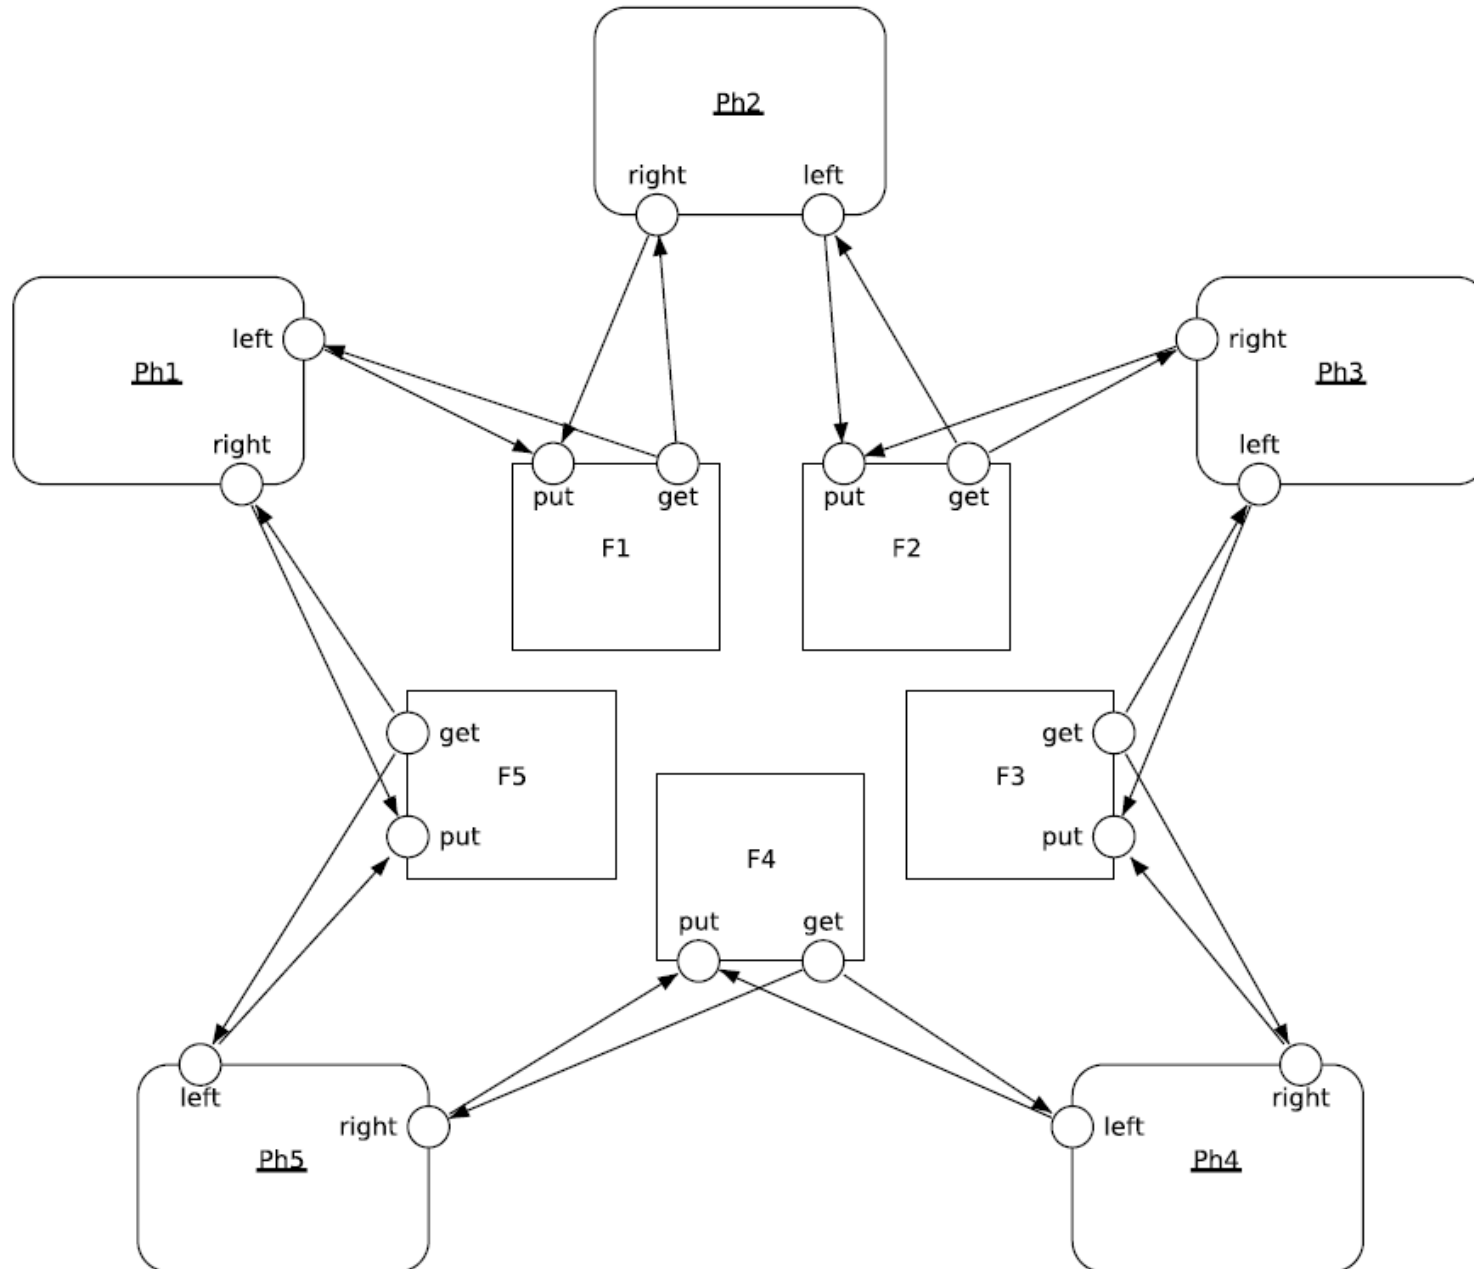 Ph2
right left
left
Ph1
right
right
Ph3
left
put get
F1
put get
F2
get
F5
put
get
F3
put
F4
put get
left
right
Ph5
right
left
Ph4